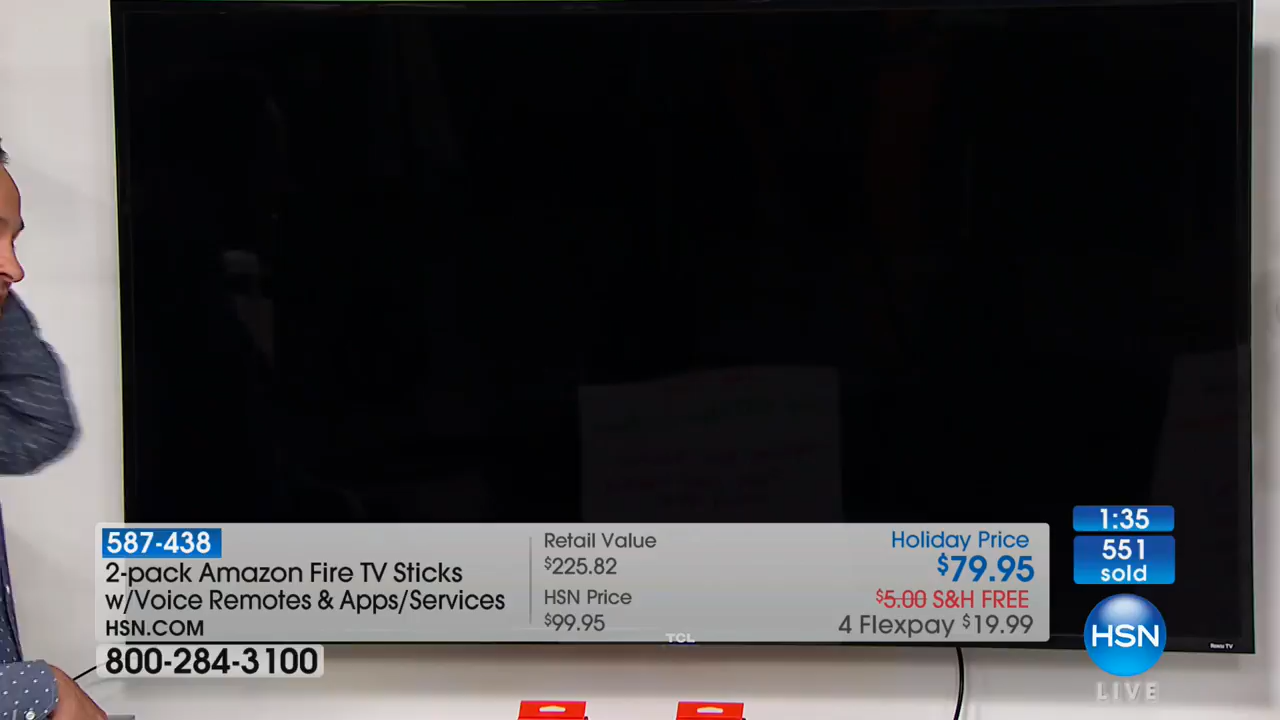 587-438
2-pack Amazon Fire TV Sticks
w/Voice Remotes & Apps/Services
HSN.COM
800-284-3100
Retail Value
$225.82
HSN Price
$99.95
Holiday Price
$79.95
$5.00 S&H FREE
4 Flexpay $19.99
1:35
551
sold
HSN
LIVE
TCL
Roku TV